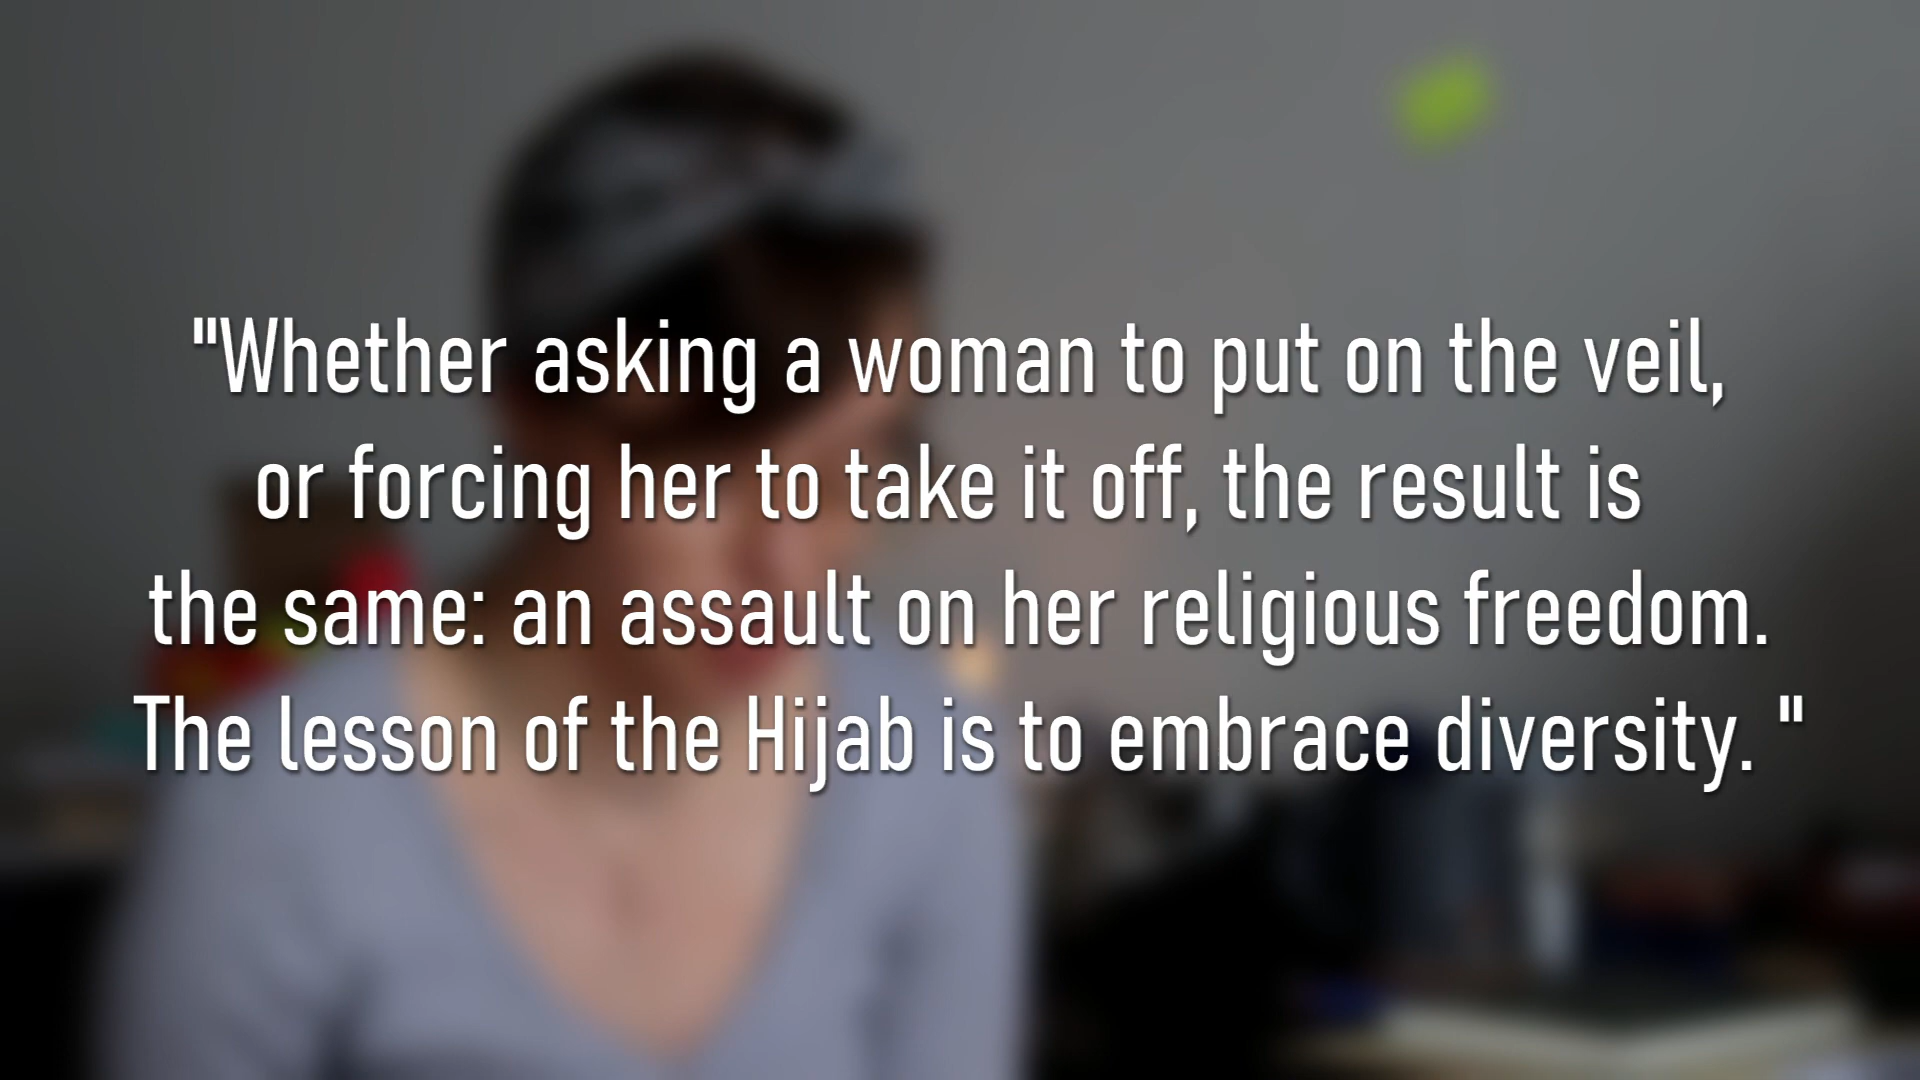 "Whether asking a woman to put on the veil,
or forcing her to take it off, the result is
the same: an assault on her religious freedom.
The lesson of the Hijab is to embrace diversity. "